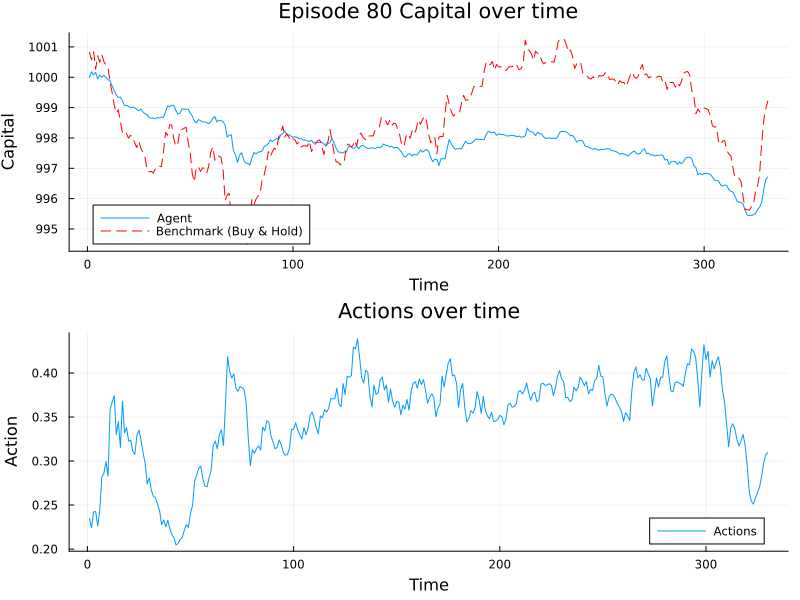 Episode 80 Capital over time
Capital
1001
1000
999
998
997
996
995
Agent
Benchmark (Buy & Hold)
0
100
200
300
Time
Actions over time
Action
0.40
0.35
0.30
0.25
0.20
Actions
0
100
200
300
Time